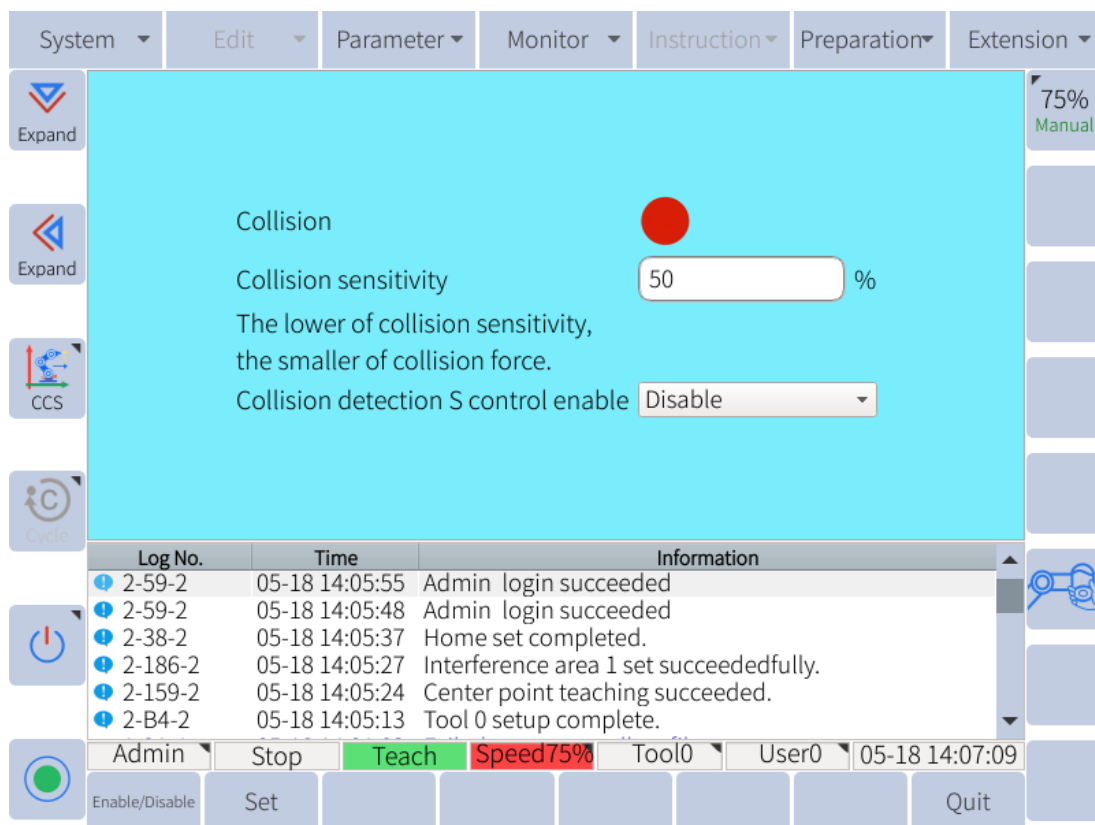 System Edit Parameter Monitor Instruction Preparation Extension
Expand
75%
Manual
Expand
CCS
Cycle
Collision
Collision sensitivity 50 %
The lower of collision sensitivity,
the smaller of collision force.
Collision detection S control enable Disable
Log No. Time Information
2-59-2 05-18 14:05:55 Admin login succeeded
2-59-2 05-18 14:05:48 Admin login succeeded
2-38-2 05-18 14:05:37 Home set completed.
2-186-2 05-18 14:05:27 Interference area 1 set succeededfully.
2-159-2 05-18 14:05:24 Center point teaching succeeded.
2-B4-2 05-18 14:05:13 Tool 0 setup complete.
Admin Stop Teach Speed75% Tool0 User0 05-18 14:07:09
Enable/Disable Set Quit